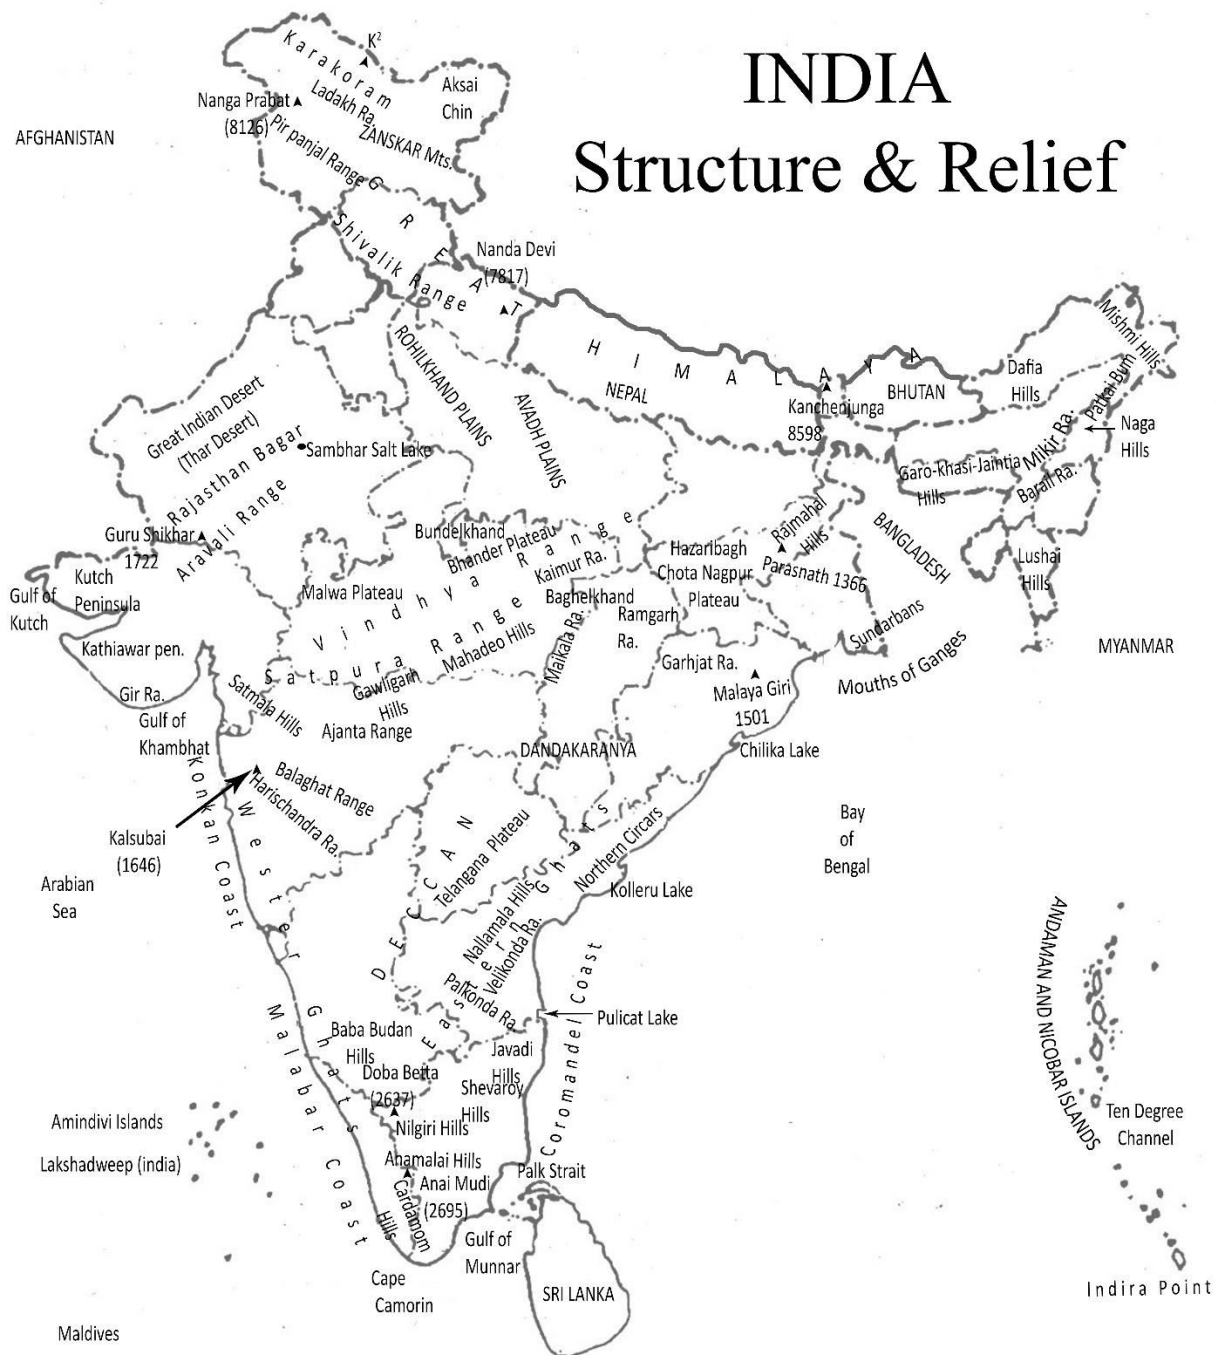 INDIA
Structure & Relief
K²
Karakoram
Aksai
Chin
Ladakh Ra.
Nanga Prabat
(8126)
ZANSKAR Mts.
Pir panjal Range
AFGHANISTAN
GREAT HIMALAYA
Shivalik Range
Nanda Devi
(7817)
ROHILKHAND PLAINS
NEPAL
AVADH PLAINS
Kanchenjunga
8598
BHUTAN
Dafia
Hills
Mishmi Hills
Patkai Bum
Naga
Hills
Mikir Ra.
Garo-khasi-Jaintia
Hills
Barail Ra.
Lushai
Hills
Great Indian Desert
(Thar Desert)
Rajasthan Bagar
Sambhar Salt Lake
Aravali Range
Guru Shikhar
1722
Bundelkhand
Bhander Plateau
Vindhya Range
Kaimur Ra.
Baghelkhand
Hazaribagh
Chota Nagpur
Plateau
Rajmahal
Hills
Parasnath 1366
BANGLADESH
Ramgarh
Ra.
Sundarbans
Mouths of Ganges
MYANMAR
Gulf of
Kutch
Kutch
Peninsula
Kathiawar pen.
Gir Ra.
Gulf of
Khambhat
Malwa Plateau
Satpura Range
Mahadeo Hills
Maikala Ra.
Gawligarh
Hills
Satmala Hills
Ajanta Range
Garhjat Ra.
Malaya Giri
1501
Chilika Lake
DANDAKARANYA
Balaghat Range
Harischandra Ra.
Kalsubai
(1646)
Konkan Coast
Western Ghats
Arabian
Sea
DECCAN
Telangana Plateau
Eastern Ghats
Northern Circars
Kolleru Lake
Bay
of
Bengal
Nallamala Hills
Velikonda Ra.
Palkonda Ra.
Pulicat Lake
Coromandel Coast
Malabar Coast
Baba Budan
Hills
Javadi
Hills
Doba Betta
(2637)
Shevaroy
Hills
Nilgiri Hills
Anamalai Hills
Anai Mudi
(2695)
Cardamom
Hills
Palk Strait
Gulf of
Munnar
SRI LANKA
Cape
Camorin
Amindivi Islands
Lakshadweep (india)
Maldives
ANDAMAN AND NICOBAR ISLANDS
Ten Degree
Channel
Indira Point